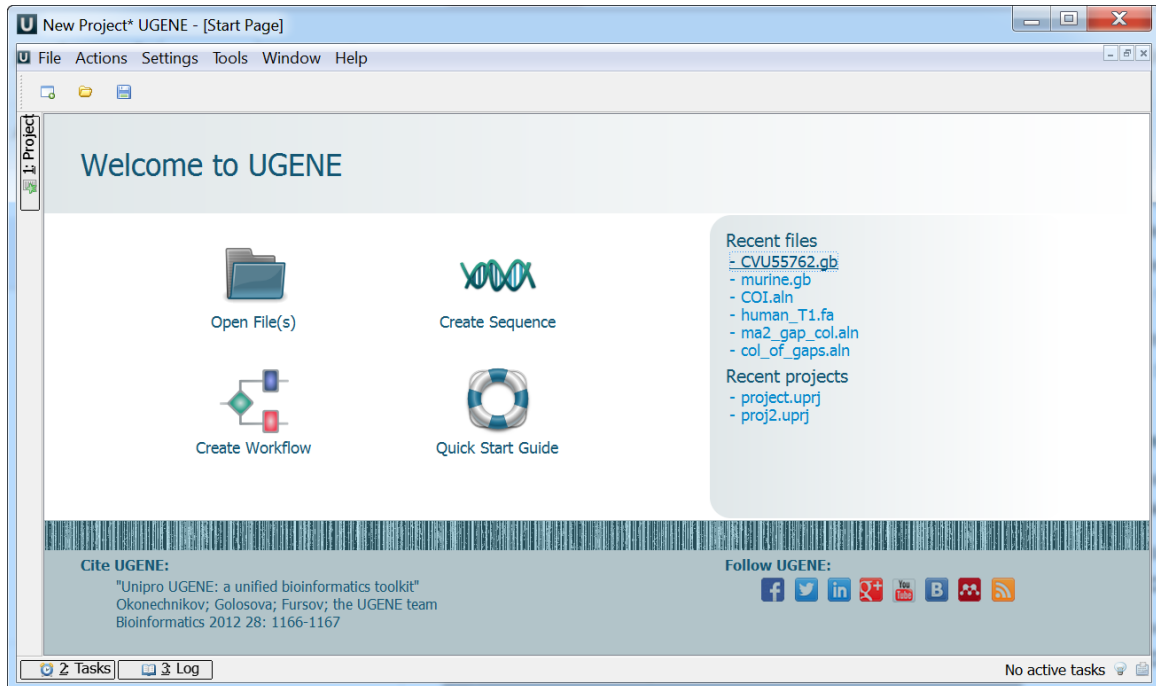 U New Project* UGENE - [Start Page]
U File Actions Settings Tools Window Help
1: Project
Welcome to UGENE
Open File(s)
Create Sequence
Create Workflow
Quick Start Guide
Recent files
- CVU55762.gb
- murine.gb
- COI.aln
- human_T1.fa
- ma2_gap_col.aln
- col_of_gaps.aln
Recent projects
- project.uprj
- proj2.uprj
Cite UGENE:
"Unipro UGENE: a unified bioinformatics toolkit"
Okonechnikov; Golosova; Fursov; the UGENE team
Bioinformatics 2012 28: 1166-1167
Follow UGENE:
f in g+ You Tube B
2: Tasks 3: Log No active tasks